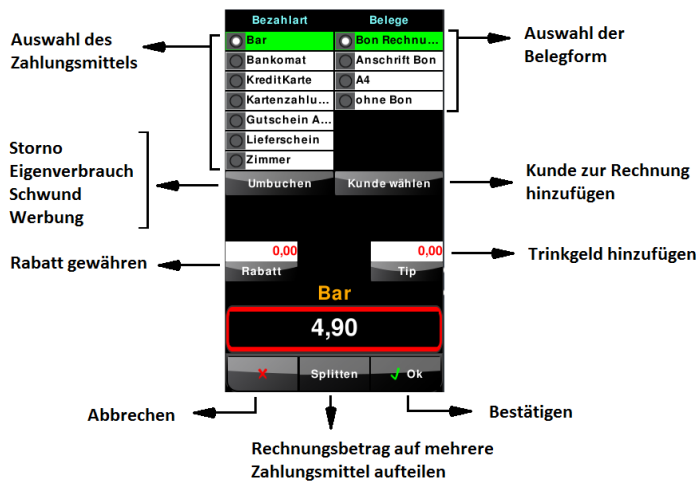 Bezahlart
Belege
Auswahl des
Zahlungsmittels
Bar
Bankomat
KreditKarte
Kartenzahlu...
Gutschein A...
Lieferschein
Zimmer
Bon Rechnu...
Anschrift Bon
A4
ohne Bon
Auswahl der
Belegform
Storno
Eigenverbrauch
Schwund
Werbung
Umbuchen
Kunde wählen
Kunde zur Rechnung
hinzufügen
Rabatt gewähren
0,00
Rabatt
0,00
Tip
Trinkgeld hinzufügen
Bar
4,90
Splitten
Ok
Abbrechen
Bestätigen
Rechnungsbetrag auf mehrere
Zahlungsmittel aufteilen